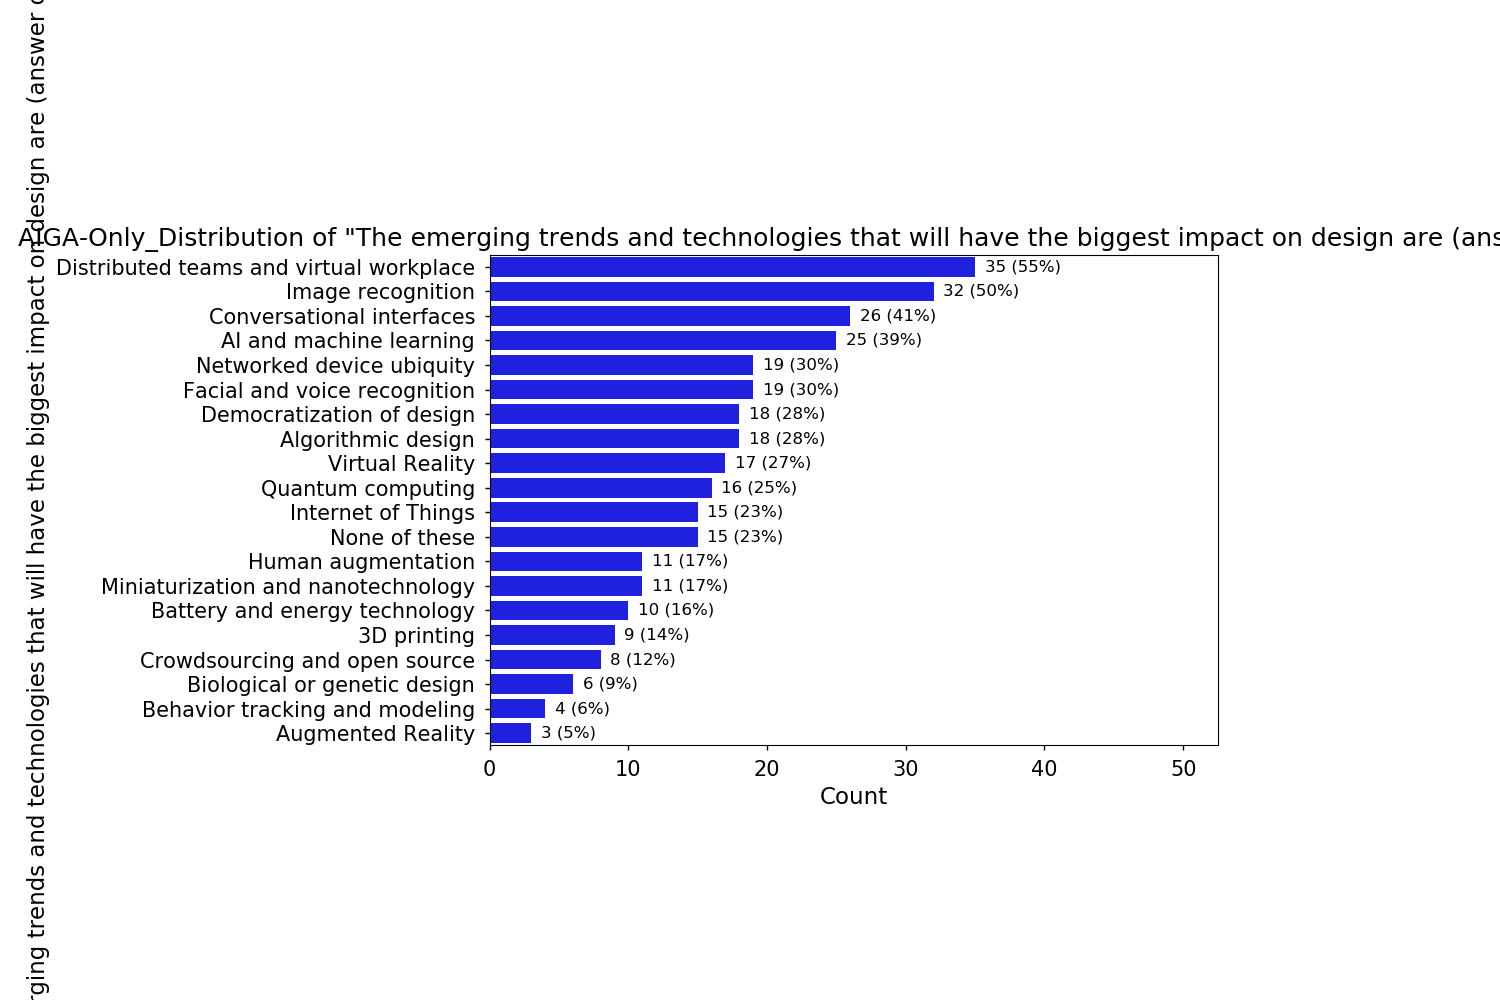 AIGA-Only_Distribution of "The emerging trends and technologies that will have the biggest impact on design are (ans
trends and technologies that will have the biggest impact on design are (answer
Distributed teams and virtual workplace 35 (55%)
Image recognition 32 (50%)
Conversational interfaces 26 (41%)
AI and machine learning 25 (39%)
Networked device ubiquity 19 (30%)
Facial and voice recognition 19 (30%)
Democratization of design 18 (28%)
Algorithmic design 18 (28%)
Virtual Reality 17 (27%)
Quantum computing 16 (25%)
Internet of Things 15 (23%)
None of these 15 (23%)
Human augmentation 11 (17%)
Miniaturization and nanotechnology 11 (17%)
Battery and energy technology 10 (16%)
3D printing 9 (14%)
Crowdsourcing and open source 8 (12%)
Biological or genetic design 6 (9%)
Behavior tracking and modeling 4 (6%)
Augmented Reality 3 (5%)
0 10 20 30 40 50
Count